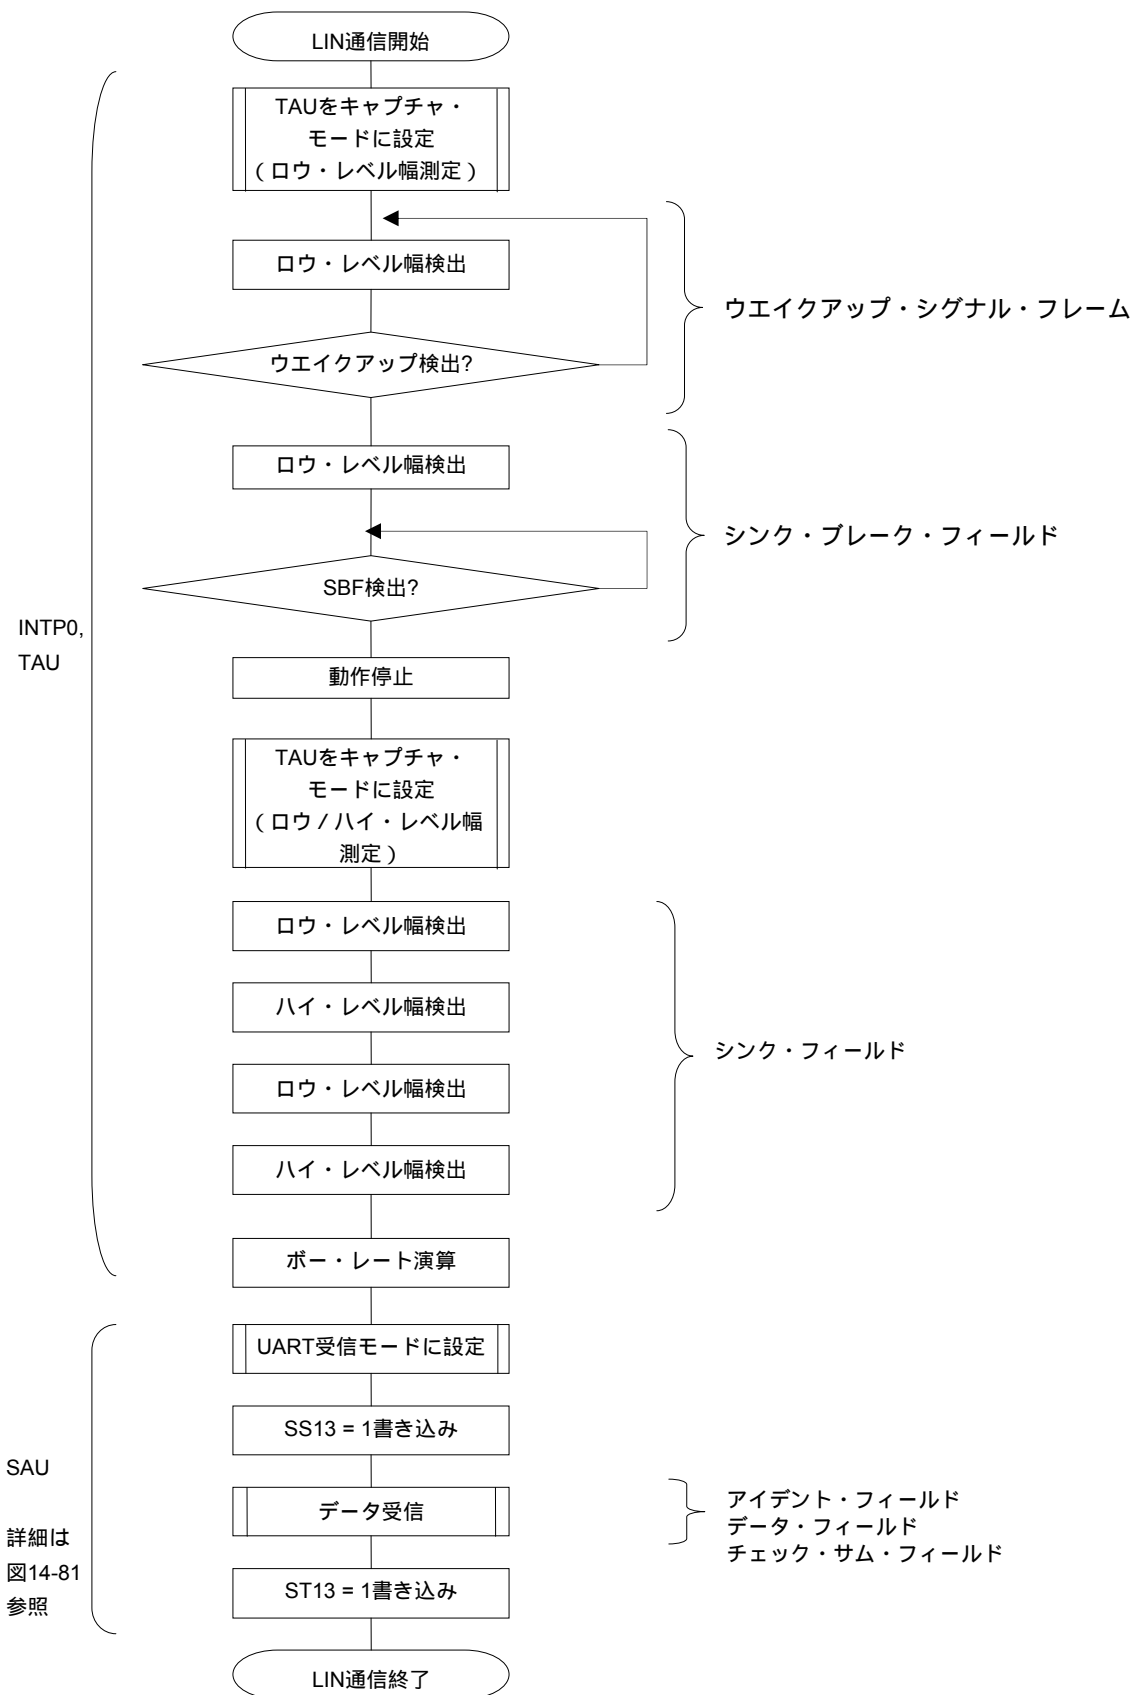 LIN通信開始
TAUをキャプチャ・
モードに設定
(ロウ・レベル幅測定)
ロウ・レベル幅検出
ウエイクアップ検出?
ウエイクアップ・シグナル・フレーム
ロウ・レベル幅検出
SBF検出?
シンク・ブレーク・フィールド
INTP0,
TAU
動作停止
TAUをキャプチャ・
モードに設定
(ロウ/ハイ・レベル幅
測定)
ロウ・レベル幅検出
ハイ・レベル幅検出
ロウ・レベル幅検出
ハイ・レベル幅検出
シンク・フィールド
ボー・レート演算
UART受信モードに設定
SS13 = 1書き込み
データ受信
ST13 = 1書き込み
アイデント・フィールド
データ・フィールド
チェック・サム・フィールド
SAU
詳細は
図14-81
参照
LIN通信終了